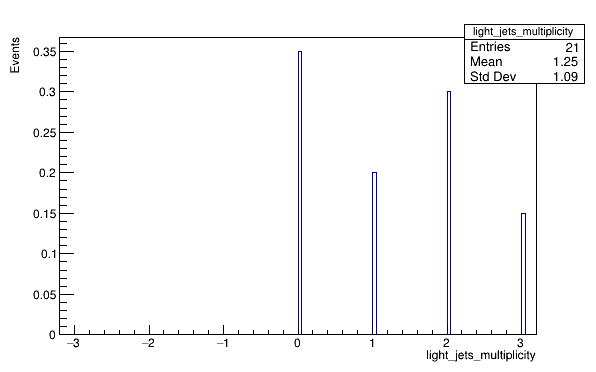 light_jets_multiplicity
Entries 21
Mean 1.25
Std Dev 1.09
Events
0.35
0.3
0.25
0.2
0.15
0.1
0.05
0
−3 −2 −1 0 1 2 3
light_jets_multiplicity